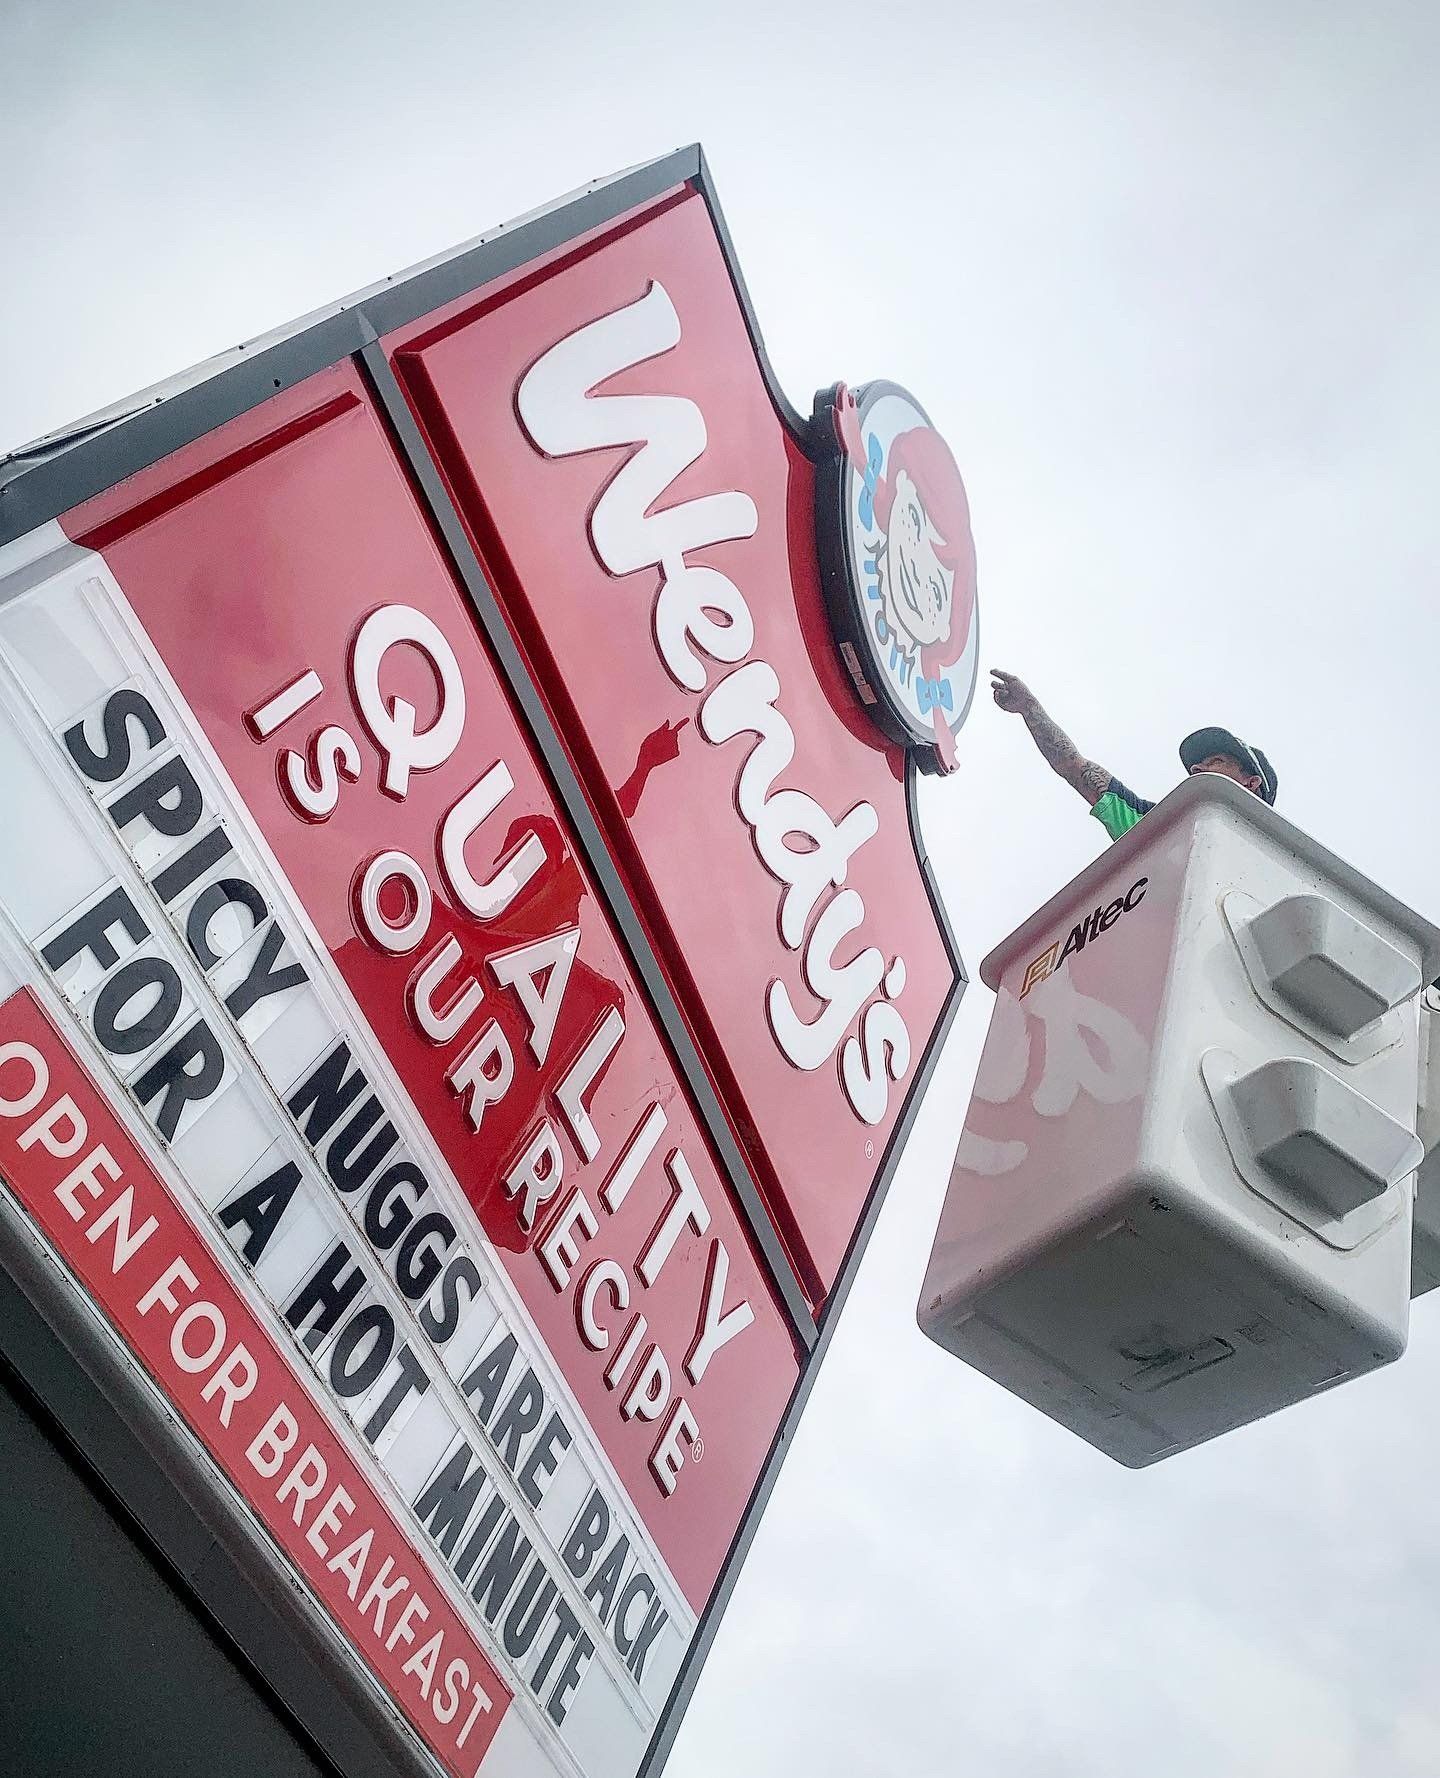 Wendy's
®
QUALITY
IS OUR RECIPE®
SPICY NUGGS ARE BACK
FOR A HOT MINUTE
OPEN FOR BREAKFAST
Altec